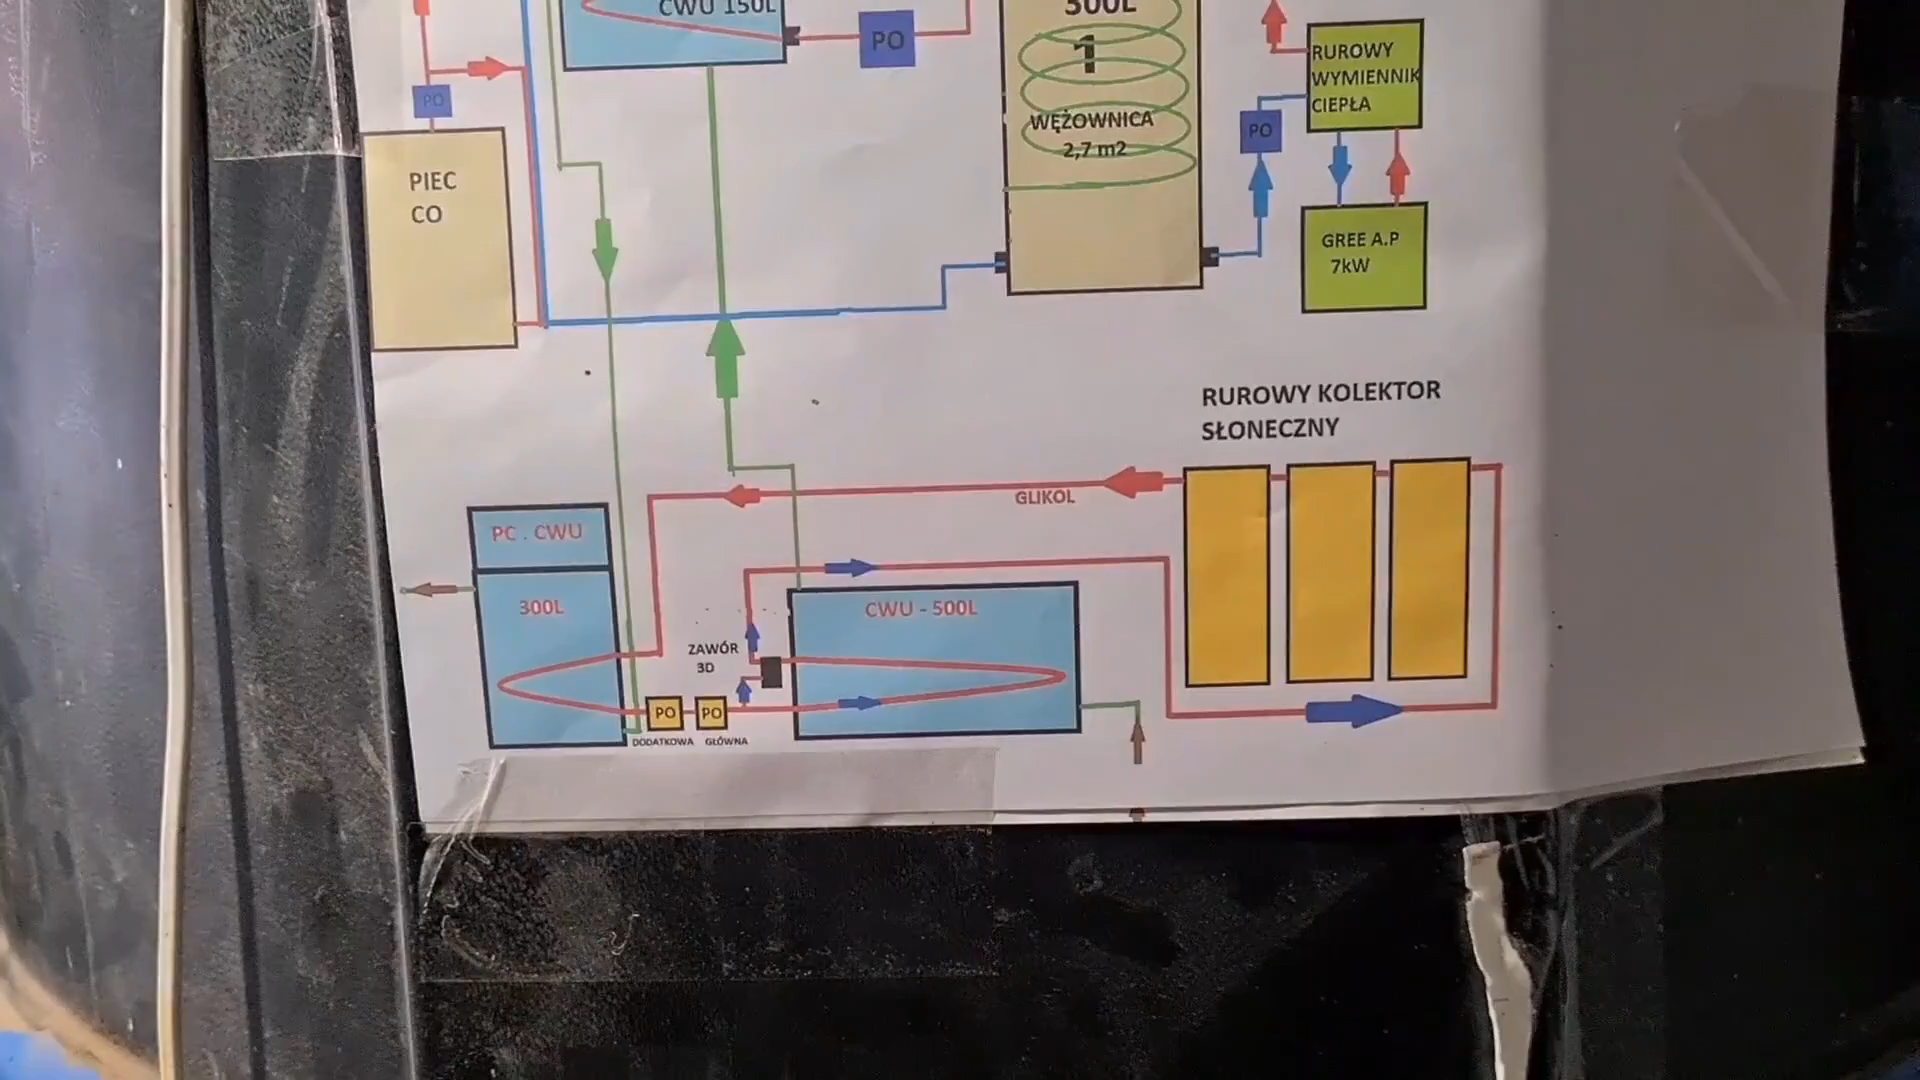 CWU 150L
PO
300L
1
WĘŻOWNICA
2,7 m2
RUROWY
WYMIENNIK
CIEPŁA
PO
PO
PIEC
CO
GREE A.P
7kW
RUROWY KOLEKTOR
SŁONECZNY
GLIKOL
PC . CWU
300L
CWU - 500L
ZAWÓR
3D
PO
PO
DODATKOWA
GŁÓWNA